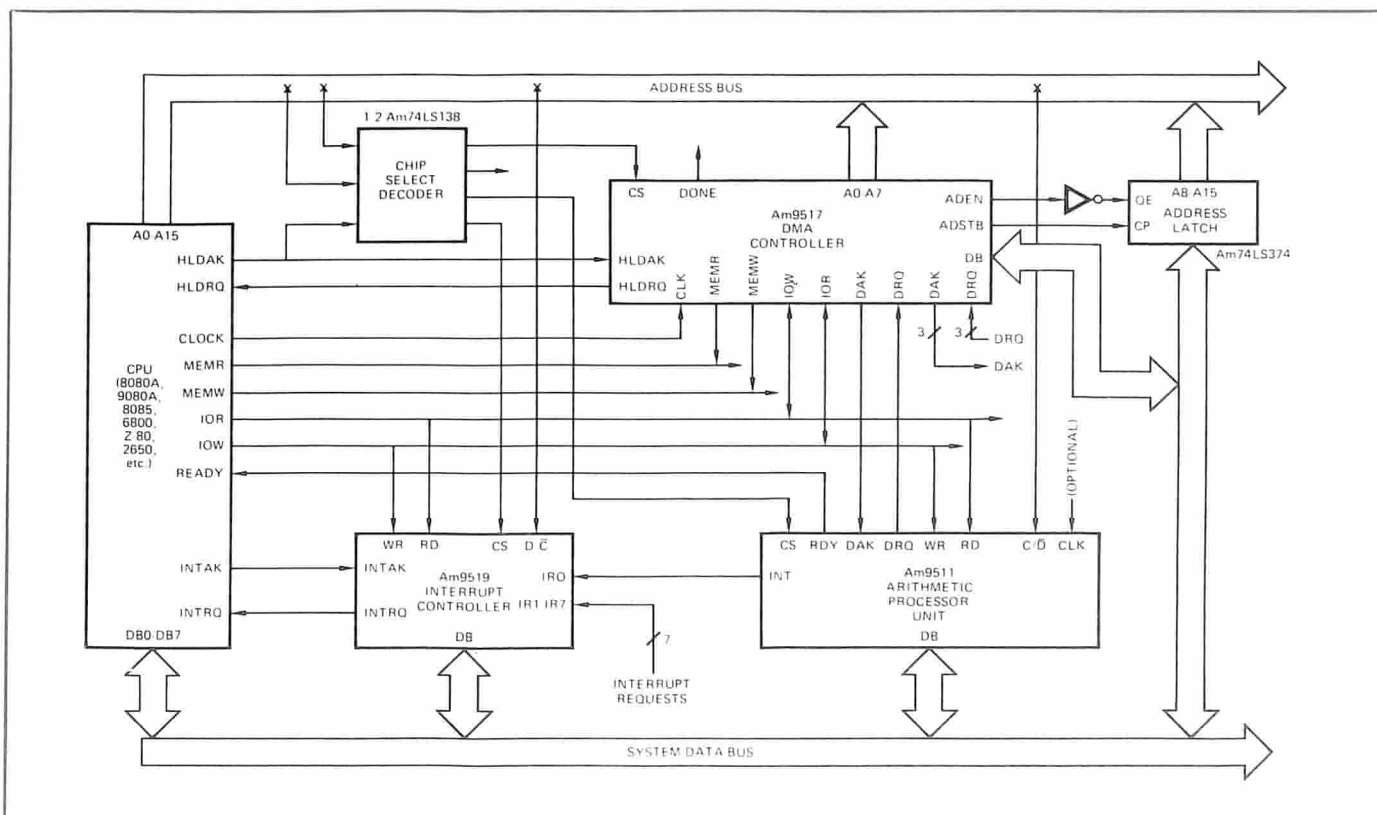 ADDRESS BUS
1 2 Am74LS138
CHIP
SELECT
DECODER
CS
DONE
A0 A7
ADEN
ADSTB
DB
Am9517
DMA
CONTROLLER
HLDAK
HLDRQ
CLK
MEMR
MEMW
IOW
IOR
DAK
DRQ
DAK
DRQ
3
3
DRQ
DAK
OE
CP
A8 A15
ADDRESS
LATCH
Am74LS374
A0 A15
HLDAK
HLDRQ
CLOCK
MEMR
MEMW
IOR
IOW
READY
INTAK
INTRQ
DB0-DB7
CPU
(8080A,
9080A,
8085,
6800,
Z 80,
2650,
etc.)
WR
RD
CS
D C̅
INTAK
INTRQ
Am9519
INTERRUPT
CONTROLLER
IRO
IR1 IR7
DB
7
INTERRUPT
REQUESTS
(OPTIONAL)
CS
RDY
DAK
DRQ
WR
RD
C/D̅
CLK
INT
Am9511
ARITHMETIC
PROCESSOR
UNIT
DB
SYSTEM DATA BUS